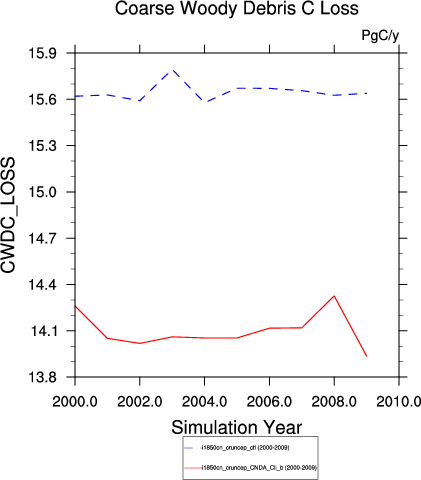 Coarse Woody Debris C Loss
PgC/y
15.9
15.6
15.3
15.0
14.7
14.4
14.1
13.8
CWDC_LOSS
2000.0 2002.0 2004.0 2006.0 2008.0 2010.0
Simulation Year
i1850cn_cruncep_ctl (2000-2009)
i1850cn_cruncep_CNDA_Cli_b (2000-2009)